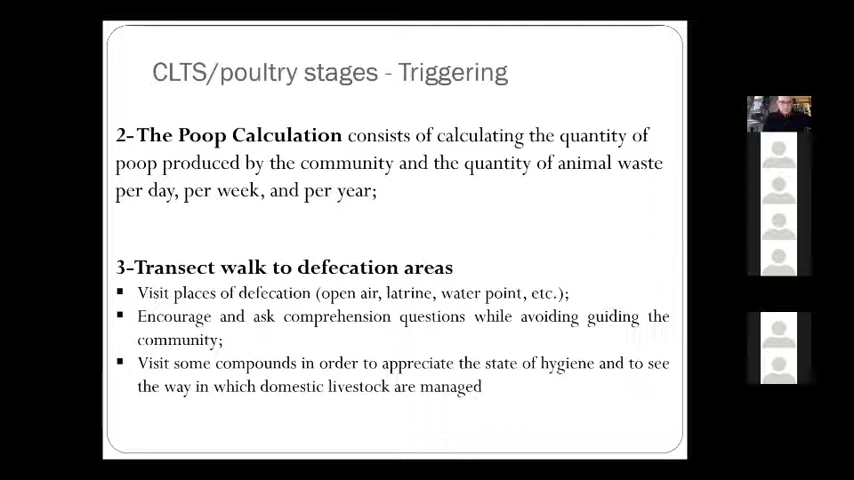 CLTS/poultry stages - Triggering
2-The Poop Calculation consists of calculating the quantity of
poop produced by the community and the quantity of animal waste
per day, per week, and per year;
3-Transect walk to defecation areas
▪ Visit places of defecation (open air, latrine, water point, etc.);
▪ Encourage and ask comprehension questions while avoiding guiding the
community;
▪ Visit some compounds in order to appreciate the state of hygiene and to see
the way in which domestic livestock are managed